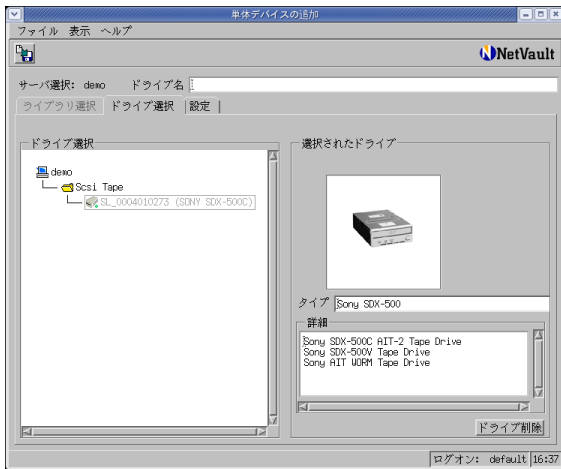 単体デバイスの追加
ファイル 表示 ヘルプ
NetVault
サーバ選択: demo ドライブ名
ライブラリ選択 ドライブ選択 設定
ドライブ選択
demo
Scsi Tape
SL_0004010273 (SONY SDX-500C)
選択されたドライブ
タイプ Sony SDX-500
詳細
Sony SDX-500C AIT-2 Tape Drive
Sony SDX-500V Tape Drive
Sony AIT WORM Tape Drive
ドライブ削除
ログオン: default 16:37